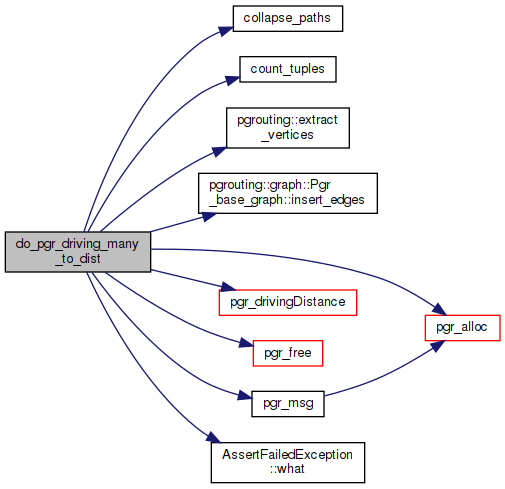 collapse_paths
count_tuples
pgrouting::extract
_vertices
pgrouting::graph::Pgr
_base_graph::insert_edges
do_pgr_driving_many
_to_dist
pgr_drivingDistance
pgr_alloc
pgr_free
pgr_msg
AssertFailedException
::what